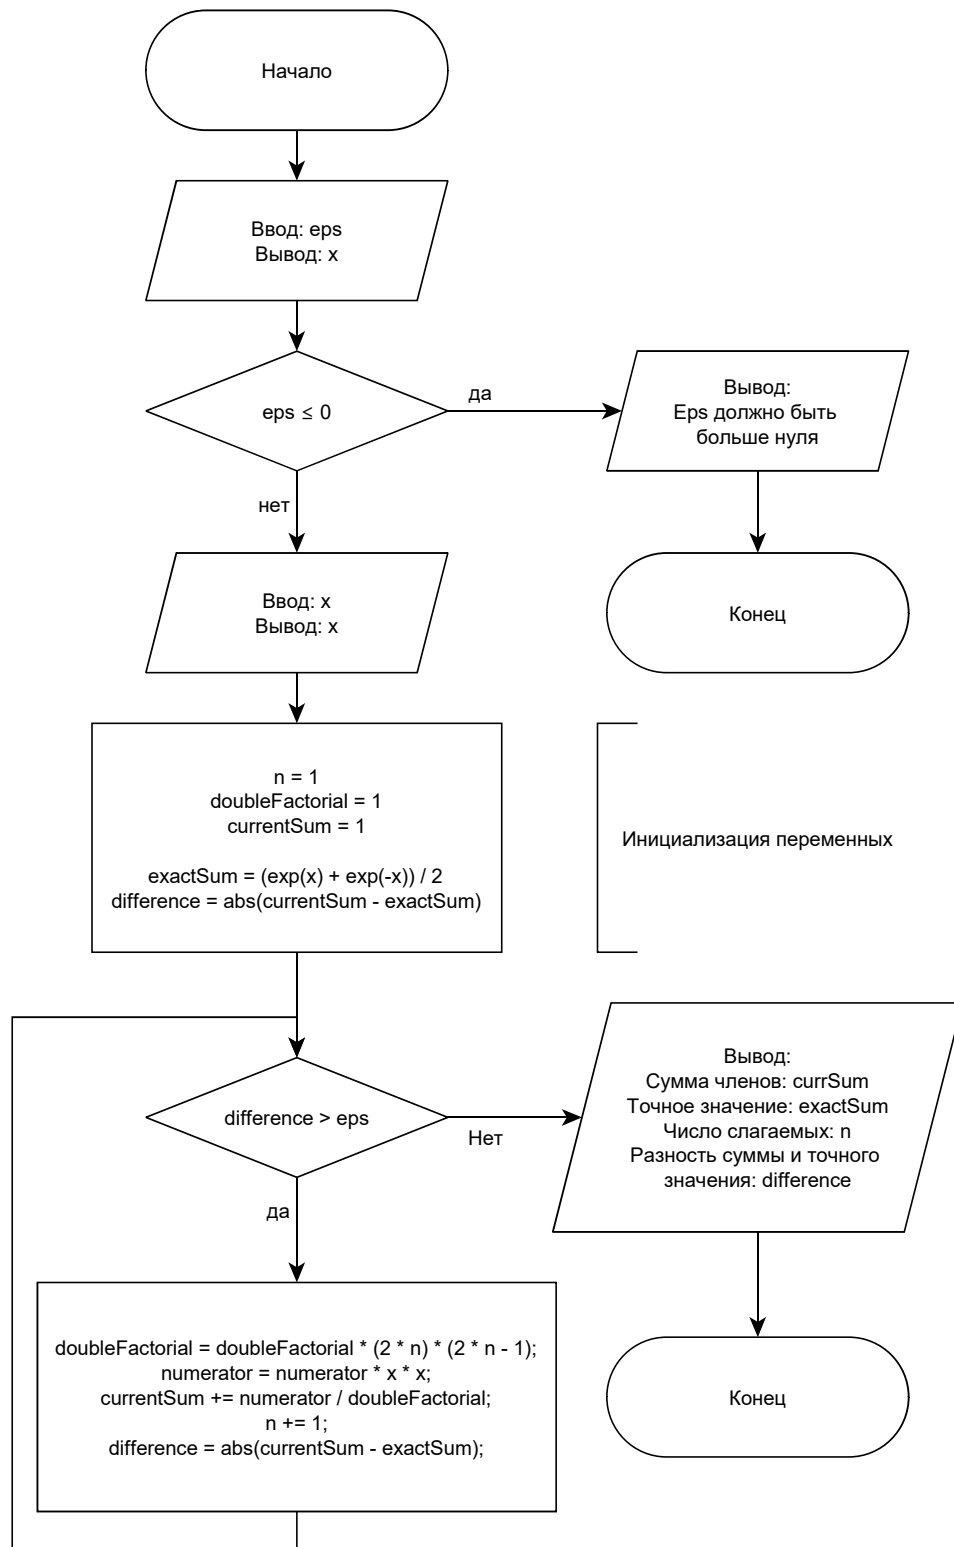 Начало
Ввод: eps
Вывод: x
eps ≤ 0
да
Вывод:
Eps должно быть
больше нуля
нет
Ввод: x
Вывод: x
Конец
n = 1
doubleFactorial = 1
currentSum = 1
exactSum = (exp(x) + exp(-x)) / 2
difference = abs(currentSum - exactSum)
Инициализация переменных
difference > eps
Нет
Вывод:
Сумма членов: currSum
Точное значение: exactSum
Число слагаемых: n
Разность суммы и точного
значения: difference
да
doubleFactorial = doubleFactorial * (2 * n) * (2 * n - 1);
numerator = numerator * x * x;
currentSum += numerator / doubleFactorial;
n += 1;
difference = abs(currentSum - exactSum);
Конец